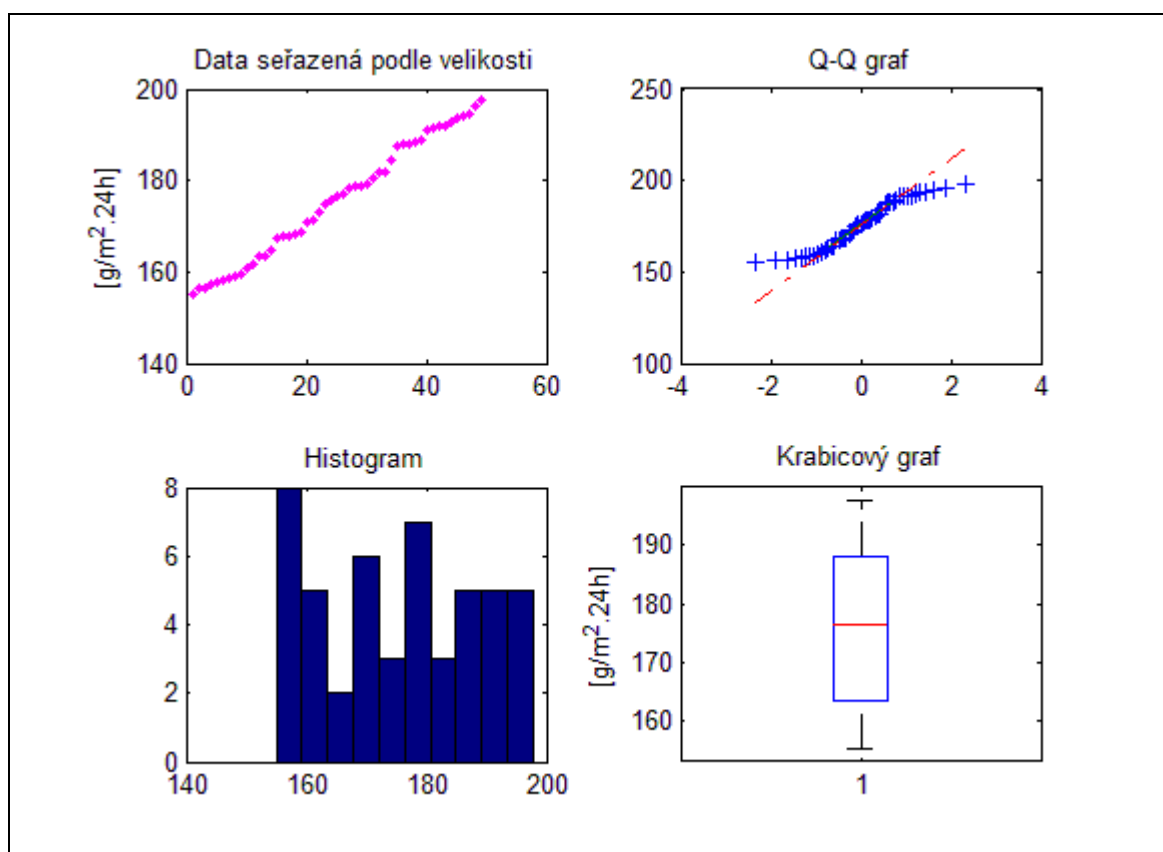 Data seřazená podle velikosti
200
180
160
140
[g/m².24h]
0 20 40 60
Q-Q graf
250
200
150
100
-4 -2 0 2 4
Histogram
8
6
4
2
0
140 160 180 200
Krabicový graf
190
180
170
160
[g/m².24h]
1